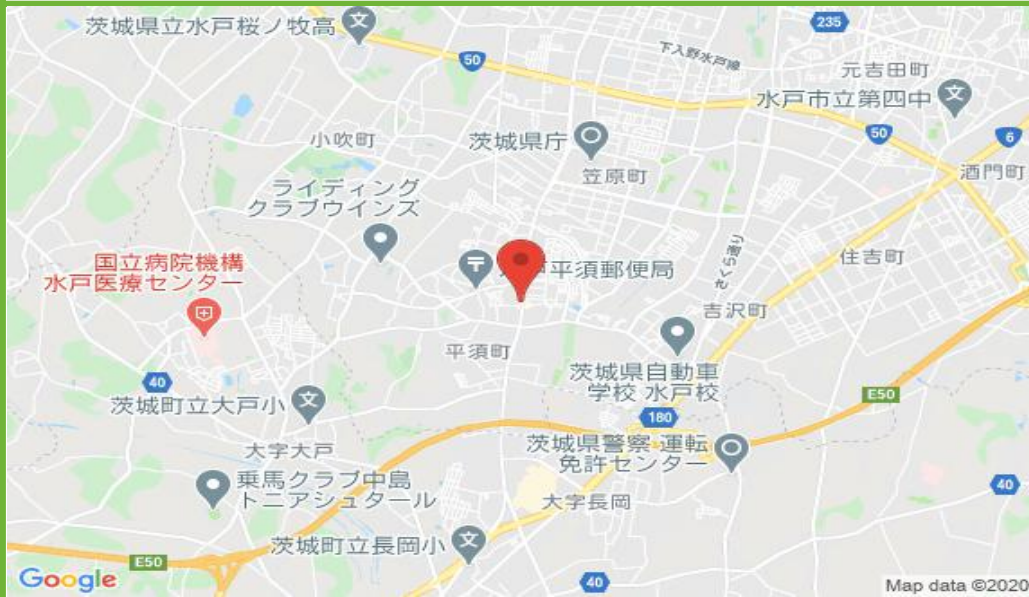 茨城県立水戸桜ノ牧高
235
50
下入野水戸線
元吉田町
水戸市立第四中
小吹町
茨城県庁
50
6
笠原町
酒門町
ライディング
クラブウインズ
国立病院機構
水戸医療センター
平須郵便局
さくら通り
住吉町
吉沢町
平須町
茨城県自動車
学校 水戸校
40
茨城町立大戸小
E50
180
大字大戸
茨城県警察 運転
免許センター
乗馬クラブ中島
トニアシュタール
大字長岡
40
茨城町立長岡小
E50
40
Google
Map data ©2020